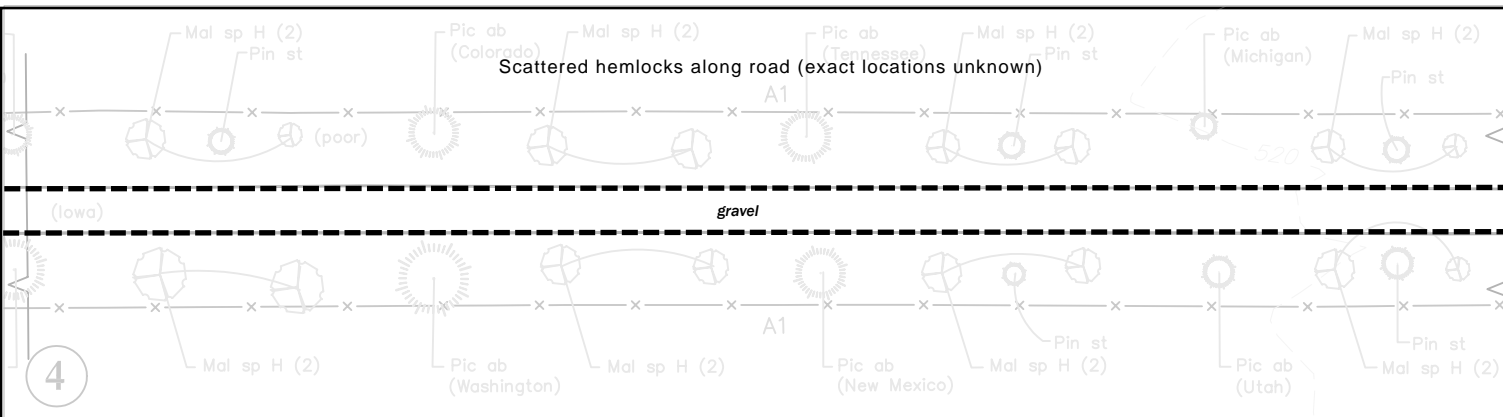 Mal sp H (2)
Pin st
Pic ab
(Colorado)
Mal sp H (2)
Pic ab
(Tennessee)
Mal sp H (2)
Pin st
Pic ab
(Michigan)
Mal sp H (2)
Pin st
Scattered hemlocks along road (exact locations unknown)
A1
(poor)
520
(Iowa)
gravel
A1
Mal sp H (2)
Pic ab
(Washington)
Mal sp H (2)
Pic ab
(New Mexico)
Pin st
Mal sp H (2)
Pic ab
(Utah)
Pin st
Mal sp H (2)
4